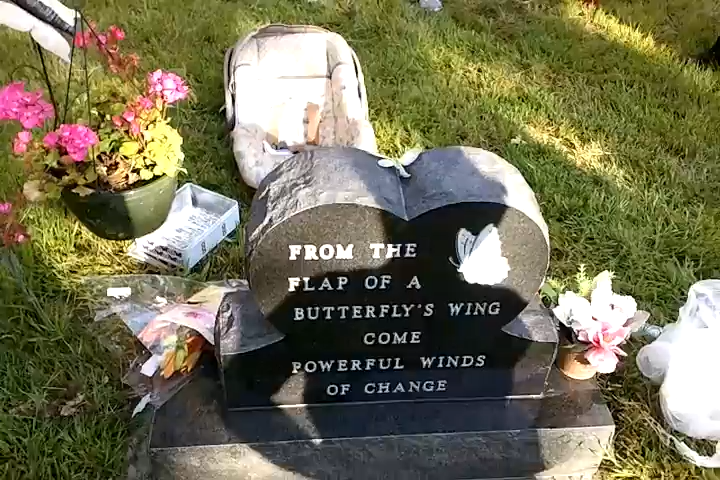 FROM THE
FLAP OF A
BUTTERFLY'S WING
COME
POWERFUL WINDS
OF CHANGE